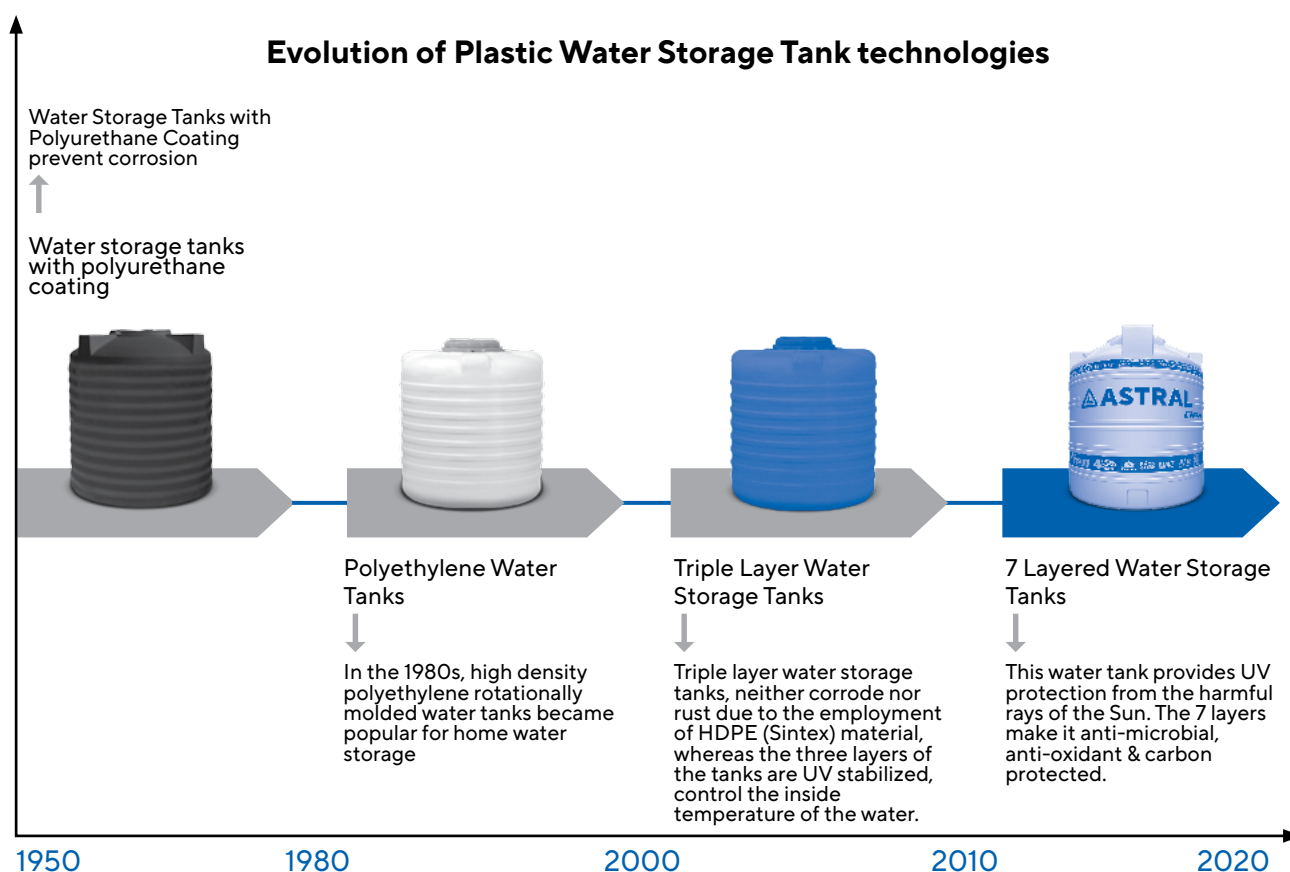 Evolution of Plastic Water Storage Tank technologies
Water Storage Tanks with
Polyurethane Coating
prevent corrosion
Water storage tanks
with polyurethane
coating
ASTRAL
Polyethylene Water
Tanks
In the 1980s, high density
polyethylene rotationally
molded water tanks became
popular for home water
storage
Triple Layer Water
Storage Tanks
Triple layer water storage
tanks, neither corrode nor
rust due to the employment
of HDPE (Sintex) material,
whereas the three layers of
the tanks are UV stabilized,
control the inside
temperature of the water.
7 Layered Water Storage
Tanks
This water tank provides UV
protection from the harmful
rays of the Sun. The 7 layers
make it anti-microbial,
anti-oxidant & carbon
protected.
1950
1980
2000
2010
2020